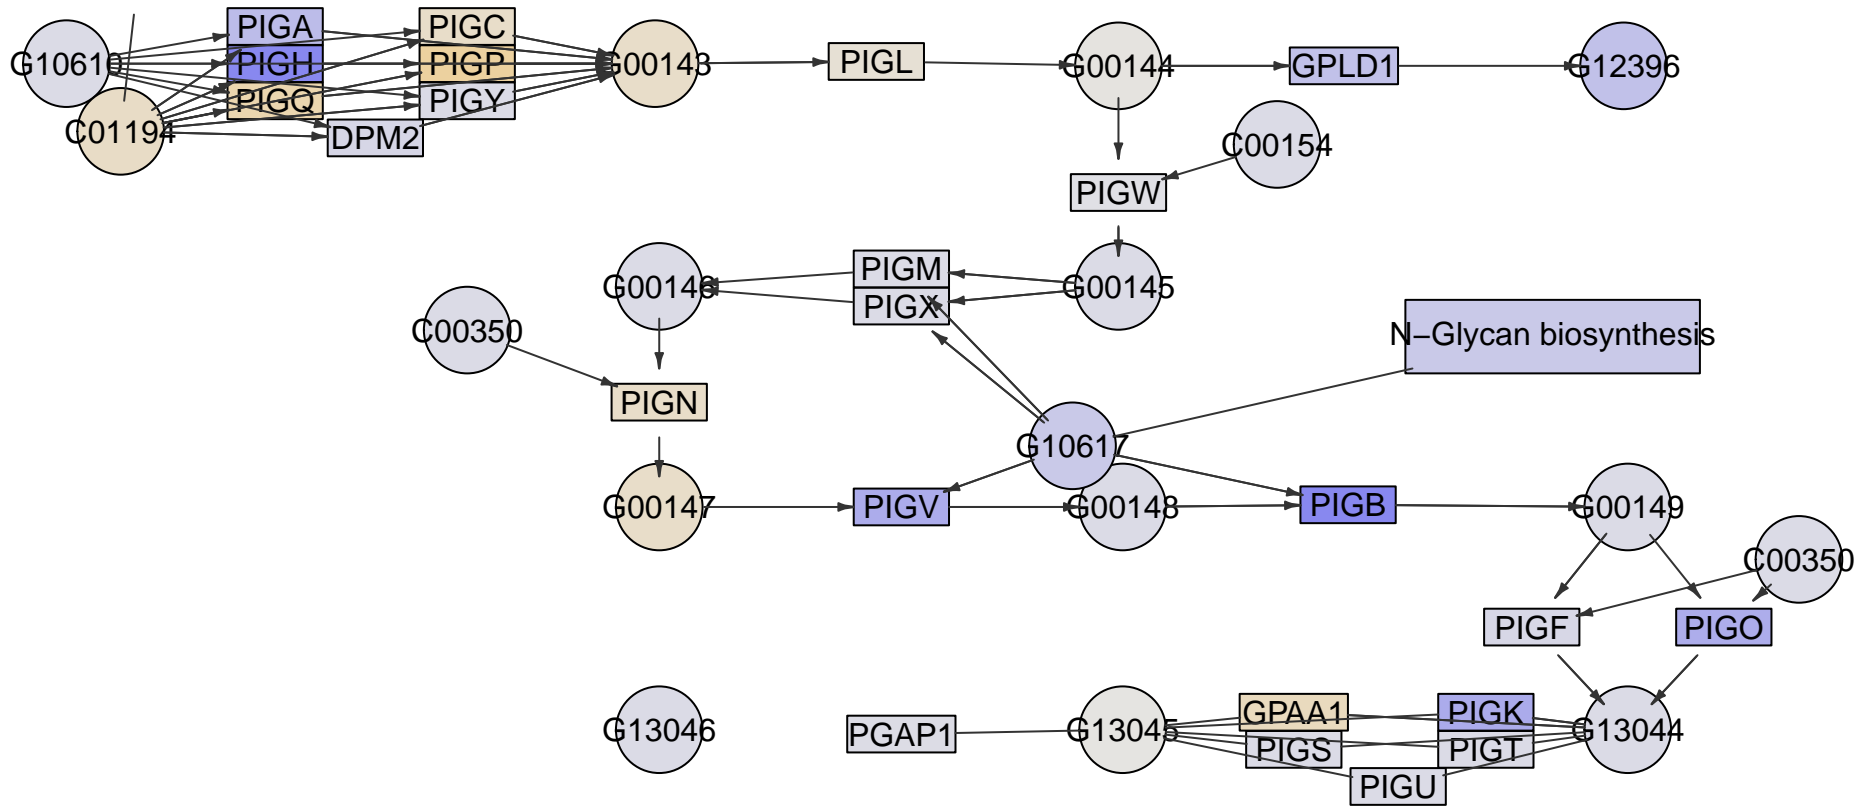 PIGA
PIGC
G10619
PIGH
PIGP
G00143
PIGL
G00144
GPLD1
G12396
PIGQ
PIGY
C01194
DPM2
C00154
PIGW
PIGM
G00146
G00145
PIGX
C00350
N−Glycan biosynthesis
PIGN
G10617
G00147
PIGV
G00148
PIGB
G00149
C00350
PIGF
PIGO
GPAA1
PIGK
G13046
PGAP1
G13045
G13044
PIGS
PIGT
PIGU